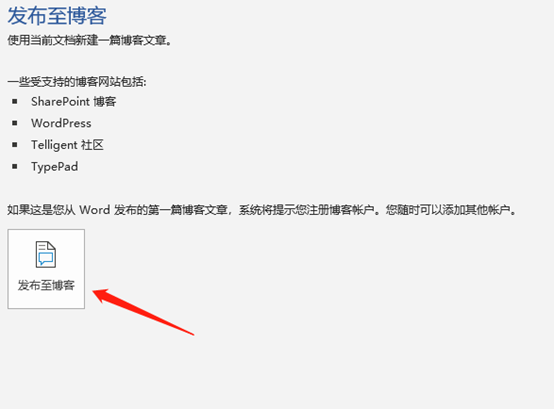 发布至博客
使用当前文档新建一篇博客文章。
一些受支持的博客网站包括:
SharePoint 博客
WordPress
Telligent 社区
TypePad
如果这是您从 Word 发布的第一篇博客文章，系统将提示您注册博客帐户。您随时可以添加其他帐户。
发布至博客